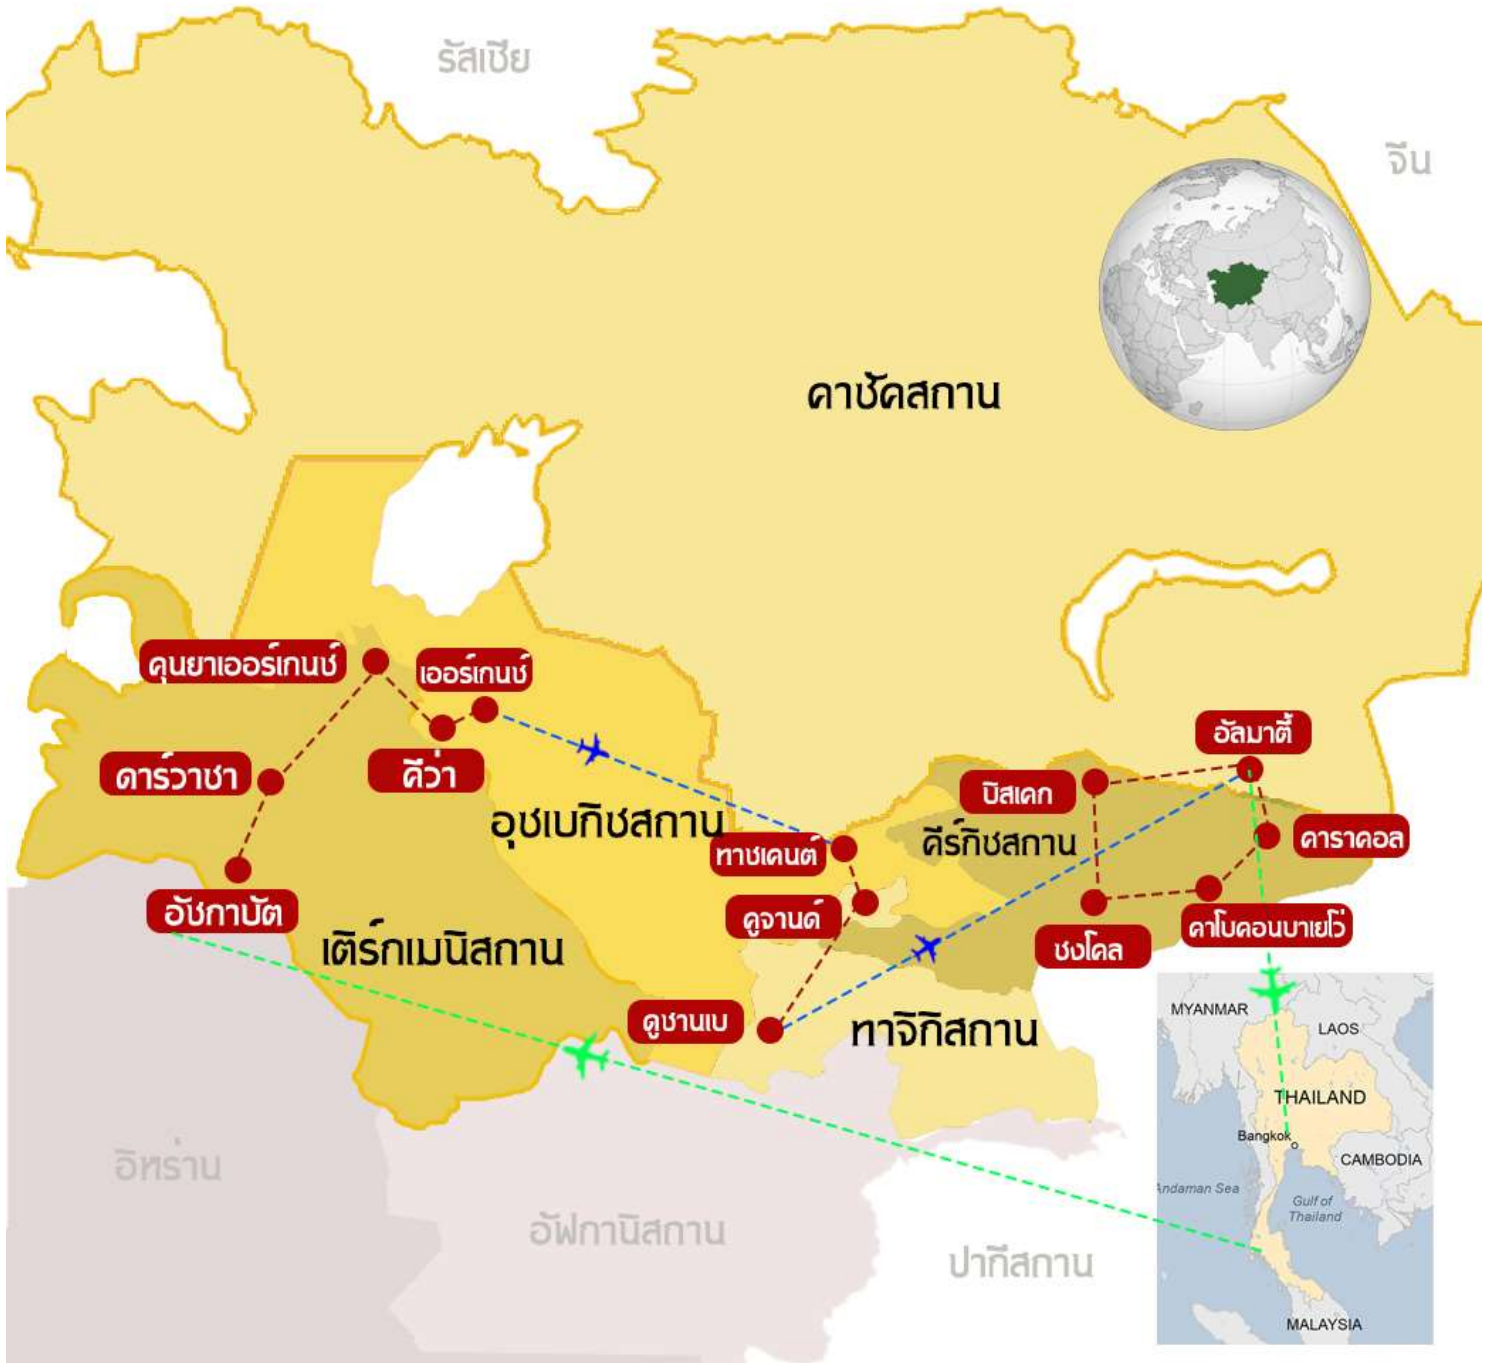 รัสเซีย
จีน
คาซัคสถาน
คุนยาเออร์เกนซ์
เออร์เกนซ์
ดาร์วาซา
คีว่า
อัลมาตี้
บิสเคก
อุซเบกิซสถาน
ทาชเคนต์
คีร์กิซสถาน
คาราคอล
คูจานด์
อัชกาบัต
เติร์กเมนิสถาน
ซงโคล
คาโบคอนบาเยโว่
ดูชานเบ
ทาจิกิสถาน
MYANMAR
LAOS
THAILAND
Bangkok
CAMBODIA
อิหร่าน
Andaman Sea
Gulf of
Thailand
อัฟกานิสถาน
ปากีสถาน
MALAYSIA